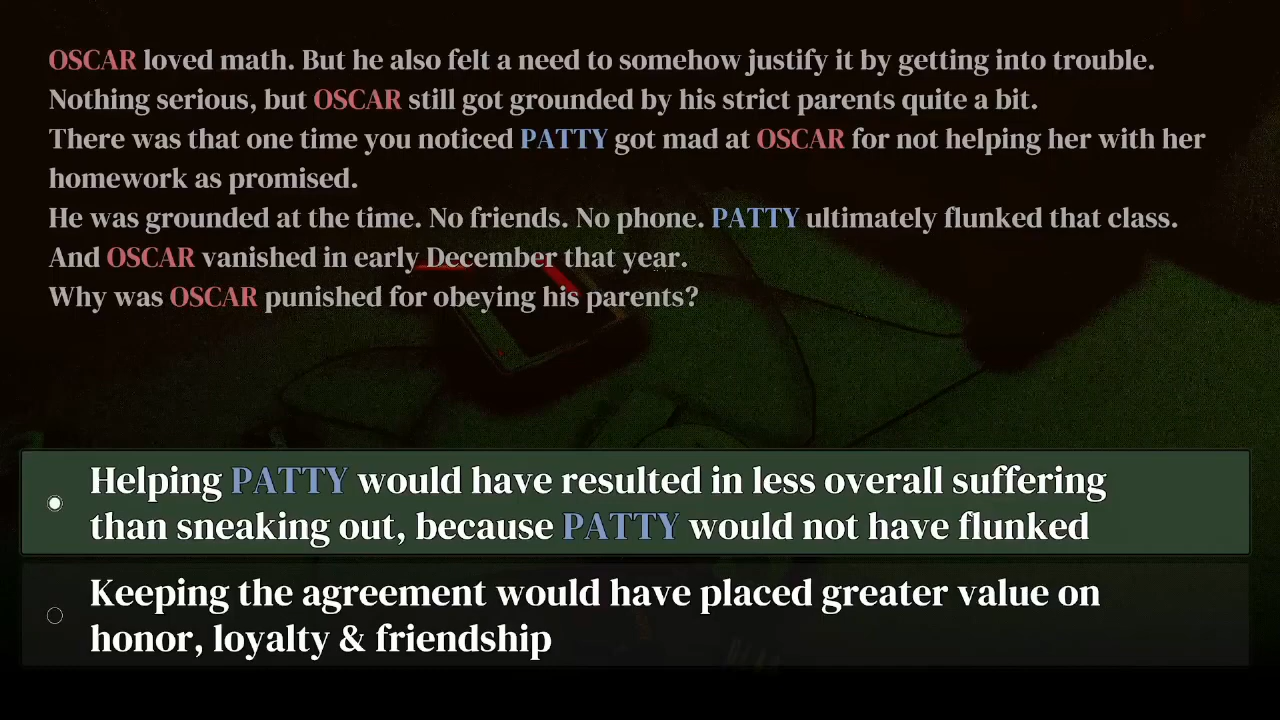 OSCAR loved math. But he also felt a need to somehow justify it by getting into trouble.
Nothing serious, but OSCAR still got grounded by his strict parents quite a bit.
There was that one time you noticed PATTY got mad at OSCAR for not helping her with her
homework as promised.
He was grounded at the time. No friends. No phone. PATTY ultimately flunked that class.
And OSCAR vanished in early December that year.
Why was OSCAR punished for obeying his parents?
Helping PATTY would have resulted in less overall suffering
than sneaking out, because PATTY would not have flunked
Keeping the agreement would have placed greater value on
honor, loyalty & friendship